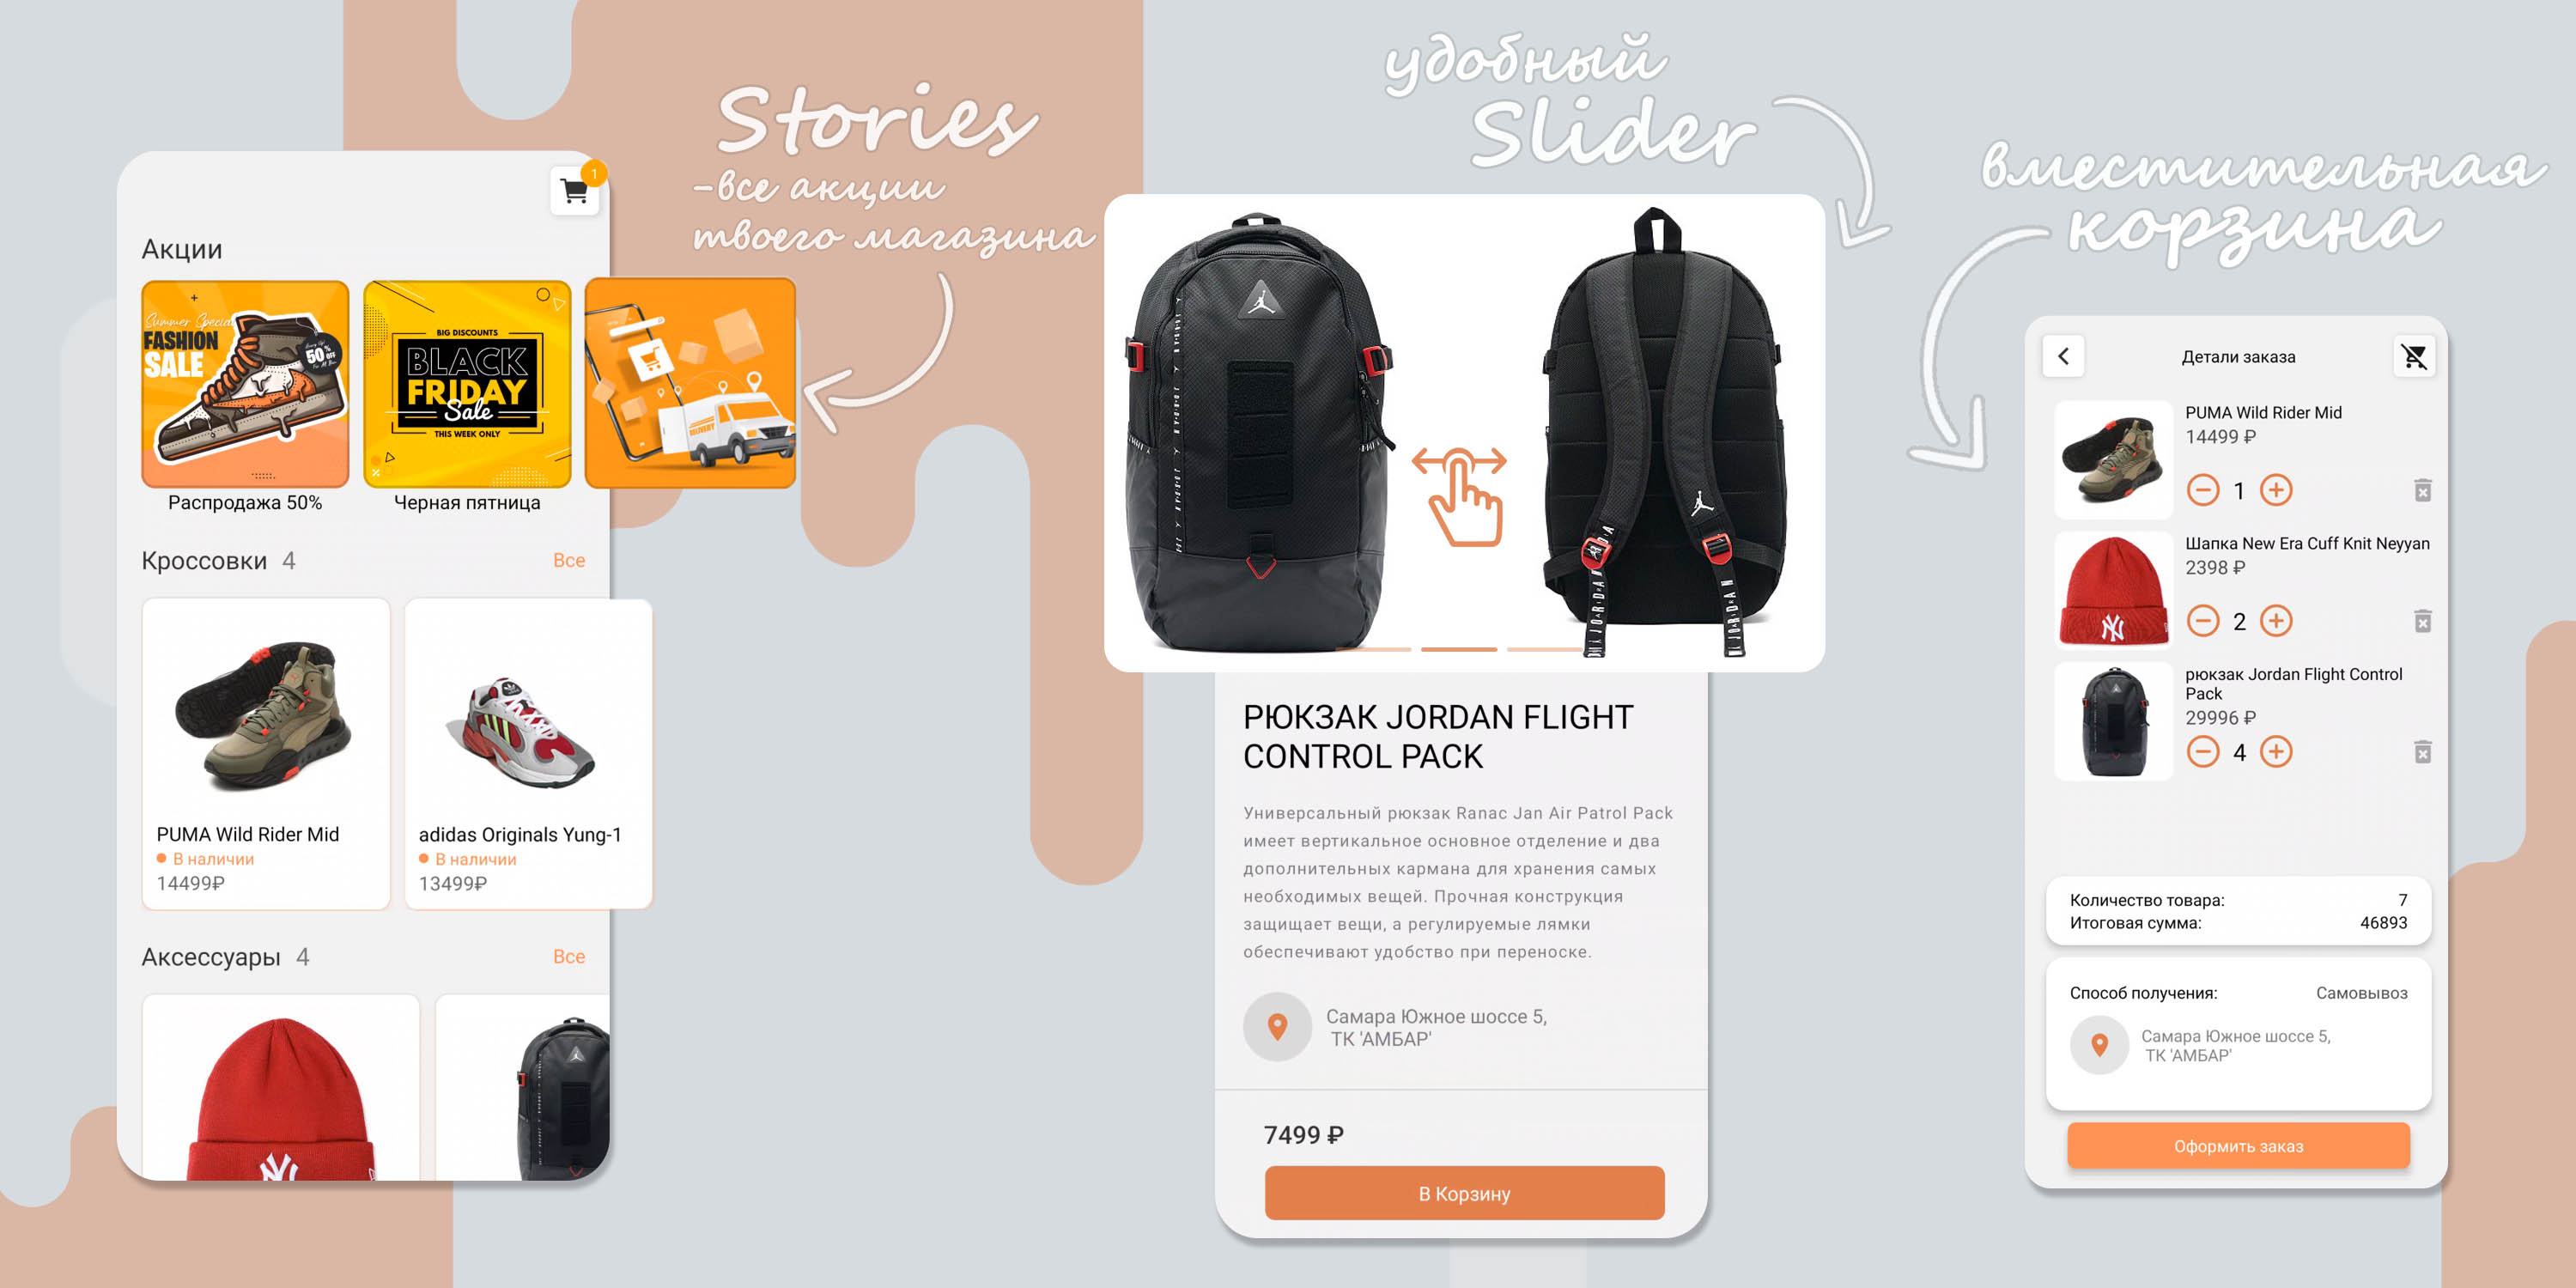 Stories
-все акции
твоего магазина
1
Акции
Summer Special
FASHION
SALE
50%
OFF
BIG DISCOUNTS
BLACK
FRIDAY
Sale
THIS WEEK ONLY
DELIVERY
Распродажа 50%
Черная пятница
Кроссовки 4
Все
PUMA Wild Rider Mid
В наличии
14499₽
adidas Originals Yung-1
В наличии
13499₽
Аксессуары 4
Все
NY
удобный
Slider
JORDAN
JORDAN
РЮКЗАК JORDAN FLIGHT
CONTROL PACK
Универсальный рюкзак Ranac Jan Air Patrol Pack
имеет вертикальное основное отделение и два
дополнительных кармана для хранения самых
необходимых вещей. Прочная конструкция
защищает вещи, а регулируемые лямки
обеспечивают удобство при переноске.
Самара Южное шоссе 5,
ТК 'АМБАР'
7499 ₽
В Корзину
вместительная
корзина
Детали заказа
PUMA Wild Rider Mid
14499 ₽
1
Шапка New Era Cuff Knit Neyyan
2398 ₽
2
NY
рюкзак Jordan Flight Control
Pack
29996 ₽
4
Количество товара: 7
Итоговая сумма: 46893
Способ получения: Самовывоз
Самара Южное шоссе 5,
ТК 'АМБАР'
Оформить заказ